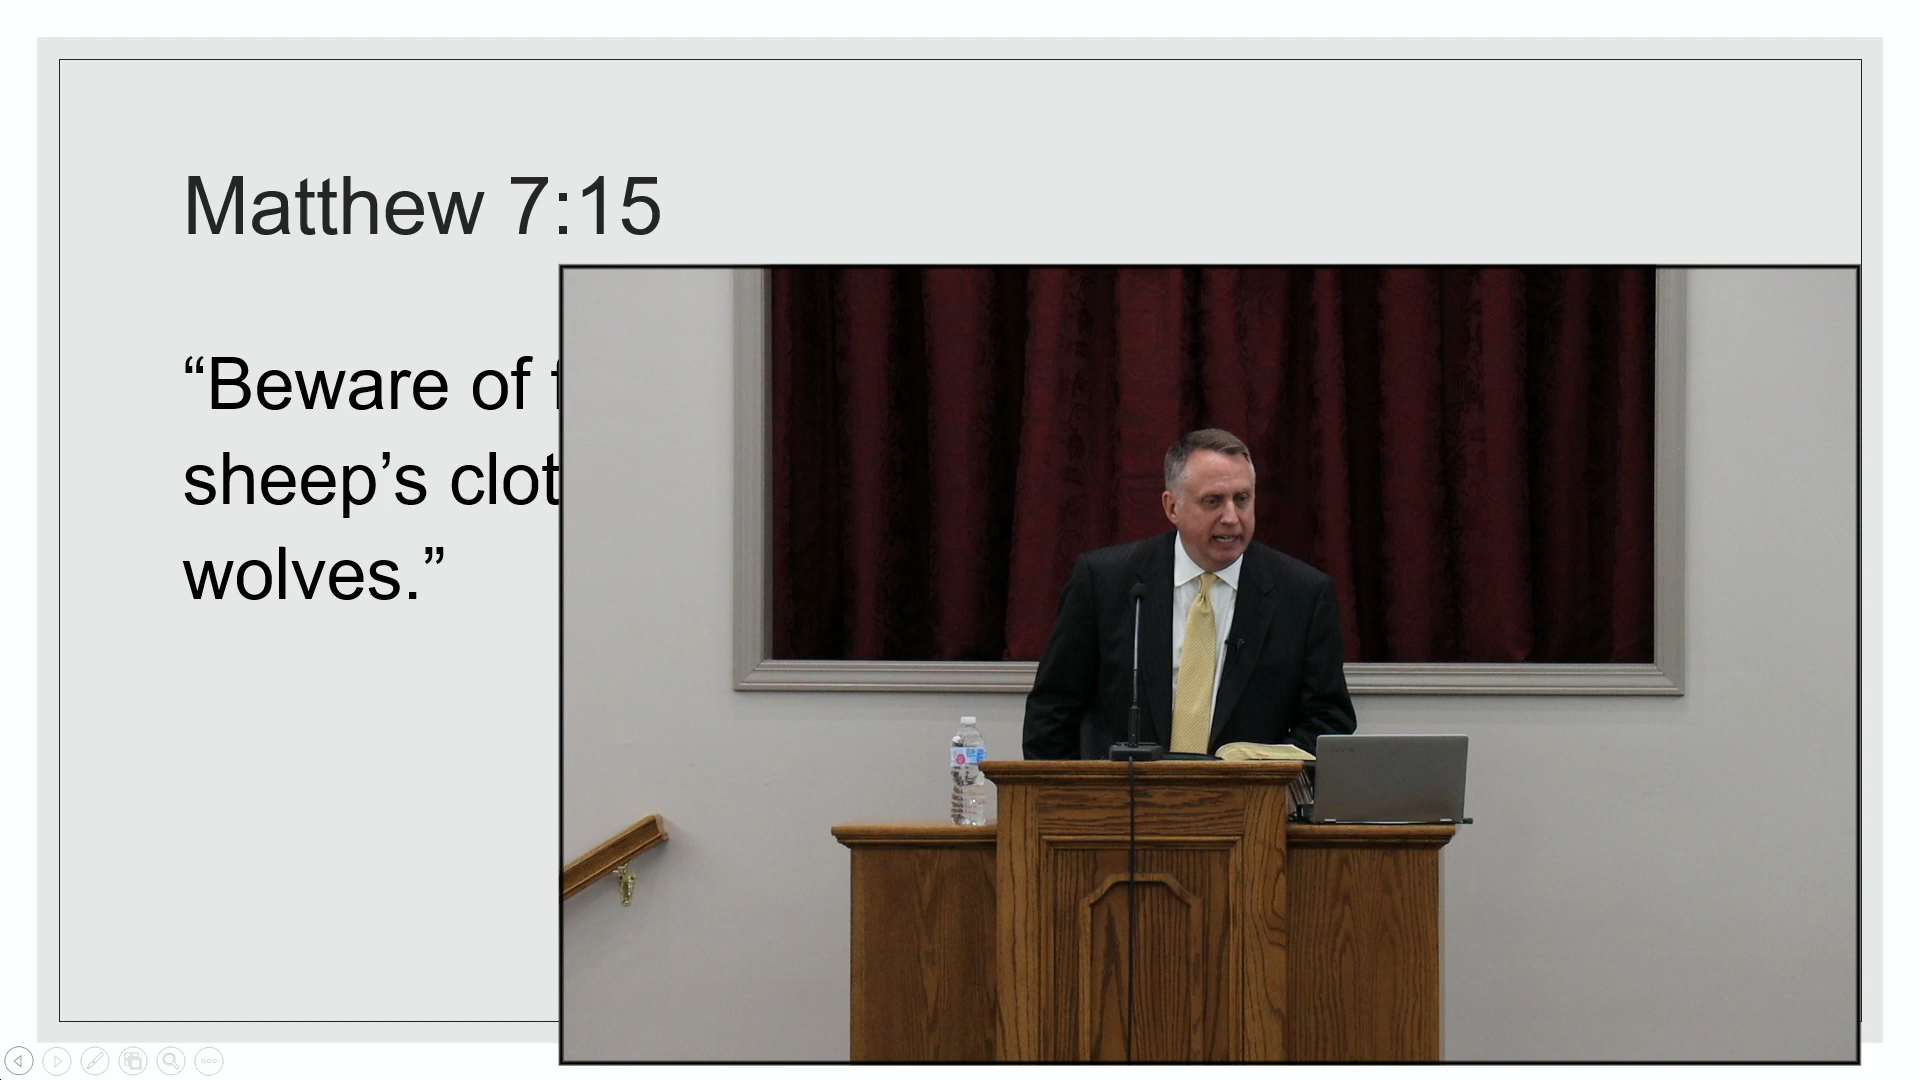 Matthew 7:15
“Beware of
sheep’s clot
wolves.”